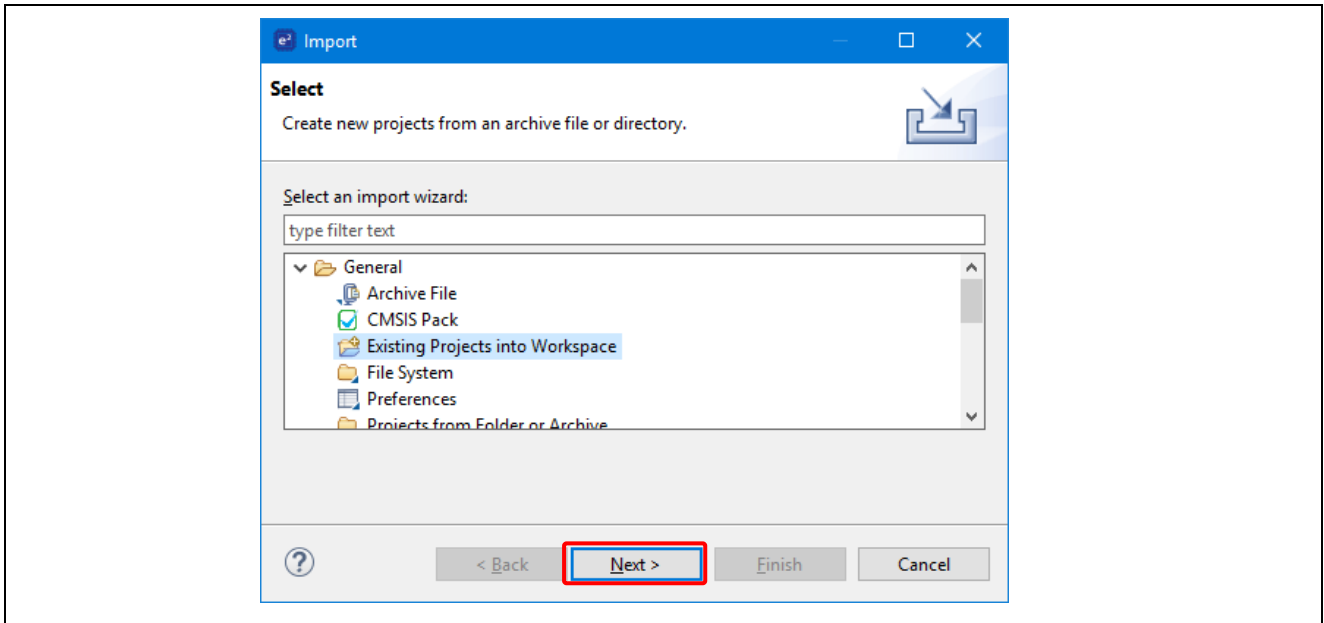 e² Import
Select
Create new projects from an archive file or directory.
Select an import wizard:
type filter text
General
Archive File
CMSIS Pack
Existing Projects into Workspace
File System
Preferences
Projects from Folder or Archive
? < Back Next > Finish Cancel